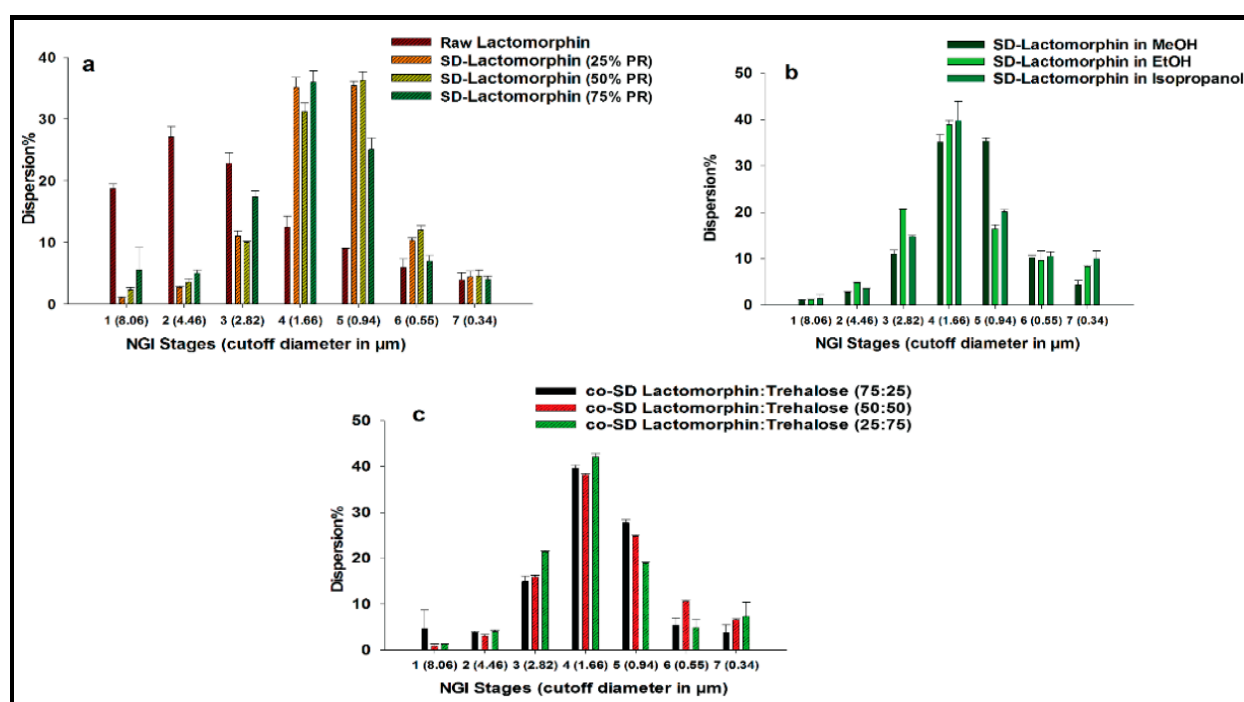 a
Raw Lactomorphin
SD-Lactomorphin (25% PR)
SD-Lactomorphin (50% PR)
SD-Lactomorphin (75% PR)
40
30
20
10
0
Dispersion%
1 (8.06) 2 (4.46) 3 (2.82) 4 (1.66) 5 (0.94) 6 (0.55) 7 (0.34)
NGI Stages (cutoff diameter in µm)
b
SD-Lactomorphin in MeOH
SD-Lactomorphin in EtOH
SD-Lactomorphin in Isopropanol
50
40
30
20
10
0
Dispersion%
1 (8.06) 2 (4.46) 3 (2.82) 4 (1.66) 5 (0.94) 6 (0.55) 7 (0.34)
NGI Stages (cutoff diameter in µm)
c
co-SD Lactomorphin:Trehalose (75:25)
co-SD Lactomorphin:Trehalose (50:50)
co-SD Lactomorphin:Trehalose (25:75)
50
40
30
20
10
0
Dispersion%
1 (8.06) 2 (4.46) 3 (2.82) 4 (1.66) 5 (0.94) 6 (0.55) 7 (0.34)
NGI Stages (cutoff diameter in µm)